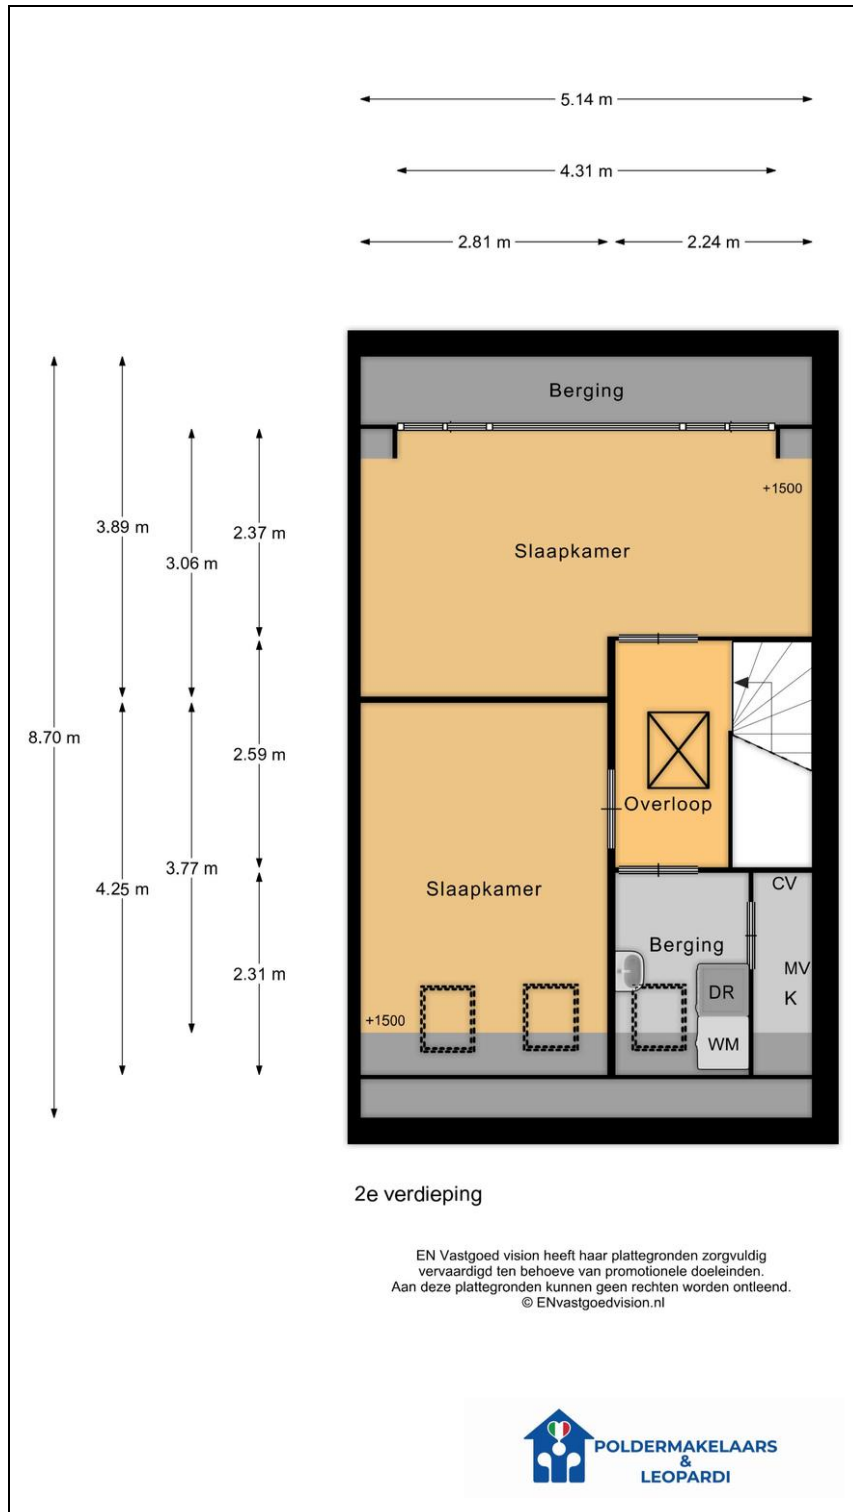 5.14 m
4.31 m
2.81 m
2.24 m
Berging
+1500
3.89 m
2.37 m
Slaapkamer
3.06 m
8.70 m
2.59 m
Overloop
3.77 m
4.25 m
Slaapkamer
CV
Berging
MV
2.31 m
DR
K
+1500
WM
2e verdieping
EN Vastgoed vision heeft haar plattegronden zorgvuldig
vervaardigd ten behoeve van promotionele doeleinden.
Aan deze plattegronden kunnen geen rechten worden ontleend.
© ENvastgoedvision.nl
POLDERMAKELAARS
&
LEOPARDI